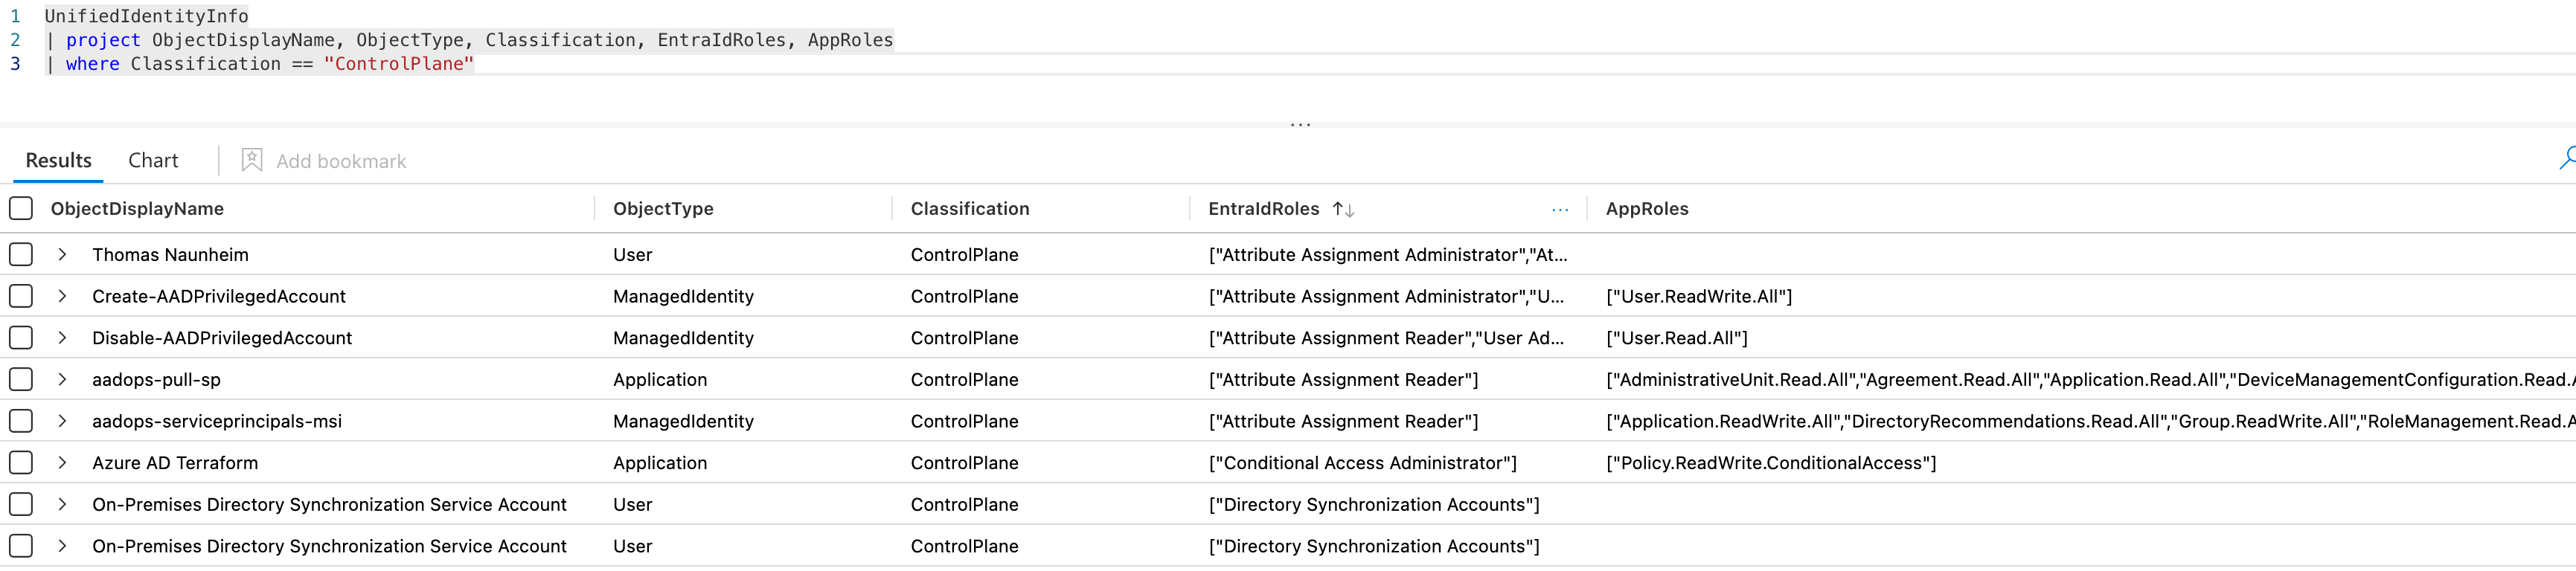 1 UnifiedIdentityInfo
2 | project ObjectDisplayName, ObjectType, Classification, EntraIdRoles, AppRoles
3 | where Classification == "ControlPlane"
...
Results Chart Add bookmark
ObjectDisplayName ObjectType Classification EntraIdRoles ↑↓ ... AppRoles
> Thomas Naunheim User ControlPlane ["Attribute Assignment Administrator","At...
> Create-AADPrivilegedAccount ManagedIdentity ControlPlane ["Attribute Assignment Administrator","U... ["User.ReadWrite.All"]
> Disable-AADPrivilegedAccount ManagedIdentity ControlPlane ["Attribute Assignment Reader","User Ad... ["User.Read.All"]
> aadops-pull-sp Application ControlPlane ["Attribute Assignment Reader"] ["AdministrativeUnit.Read.All","Agreement.Read.All","Application.Read.All","DeviceManagementConfiguration.Read.
> aadops-serviceprincipals-msi ManagedIdentity ControlPlane ["Attribute Assignment Reader"] ["Application.ReadWrite.All","DirectoryRecommendations.Read.All","Group.ReadWrite.All","RoleManagement.Read.
> Azure AD Terraform Application ControlPlane ["Conditional Access Administrator"] ["Policy.ReadWrite.ConditionalAccess"]
> On-Premises Directory Synchronization Service Account User ControlPlane ["Directory Synchronization Accounts"]
> On-Premises Directory Synchronization Service Account User ControlPlane ["Directory Synchronization Accounts"]